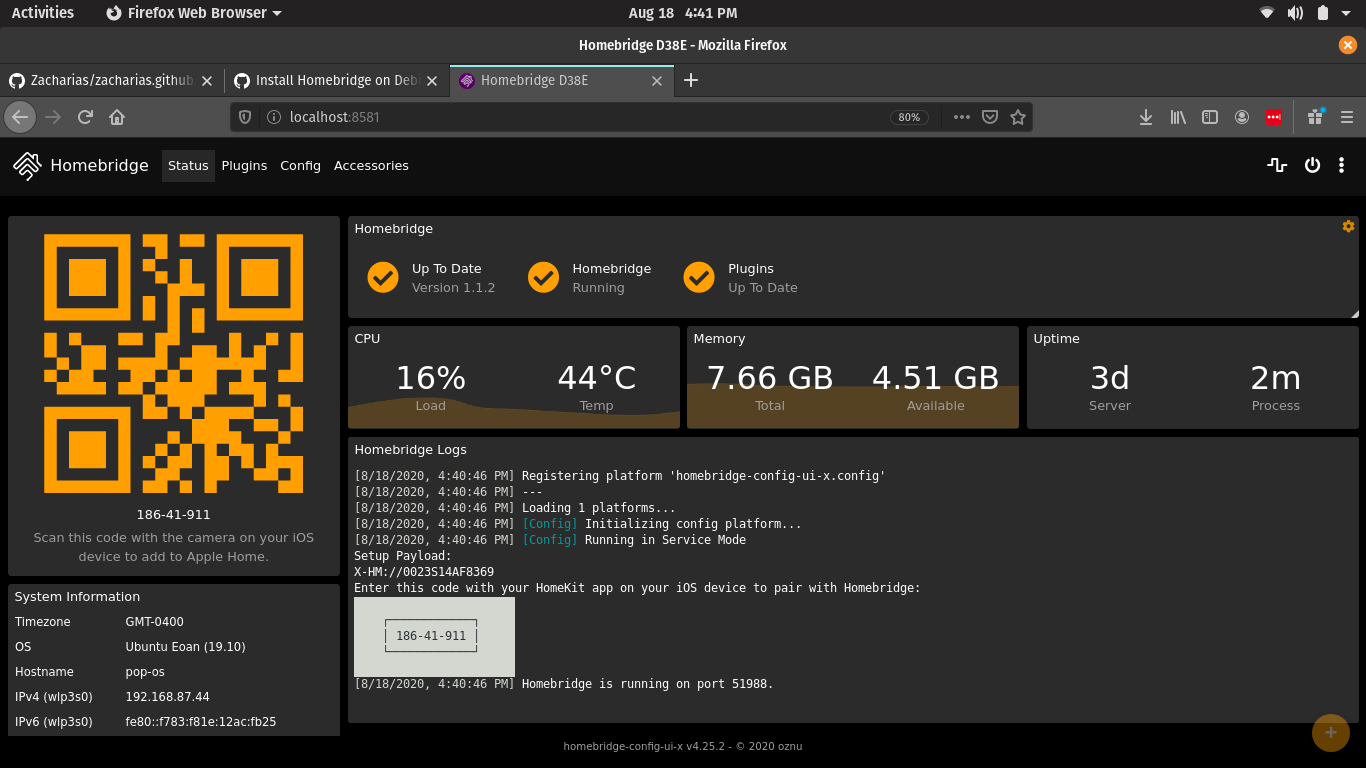 Activities Firefox Web Browser Aug 18 4:41 PM
Homebridge D38E - Mozilla Firefox
Zacharias/zacharias.github Install Homebridge on Deb Homebridge D38E
localhost:8581 80%
Homebridge Status Plugins Config Accessories
186-41-911
Scan this code with the camera on your iOS
device to add to Apple Home.
System Information
Timezone GMT-0400
OS Ubuntu Eoan (19.10)
Hostname pop-os
IPv4 (wlp3s0) 192.168.87.44
IPv6 (wlp3s0) fe80::f783:f81e:12ac:fb25
Homebridge
Up To Date Homebridge Plugins
Version 1.1.2 Running Up To Date
CPU
16% 44°C
Load Temp
Memory
7.66 GB 4.51 GB
Total Available
Uptime
3d 2m
Server Process
Homebridge Logs
[8/18/2020, 4:40:46 PM] Registering platform 'homebridge-config-ui-x.config'
[8/18/2020, 4:40:46 PM] ---
[8/18/2020, 4:40:46 PM] Loading 1 platforms...
[8/18/2020, 4:40:46 PM] [Config] Initializing config platform...
[8/18/2020, 4:40:46 PM] [Config] Running in Service Mode
Setup Payload:
X-HM://0023S14AF8369
Enter this code with your HomeKit app on your iOS device to pair with Homebridge:
186-41-911
[8/18/2020, 4:40:46 PM] Homebridge is running on port 51988.
homebridge-config-ui-x v4.25.2 - © 2020 oznu